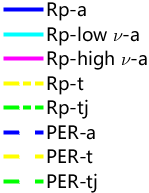 Rp-a
Rp-low ν-a
Rp-high ν-a
Rp-t
Rp-tj
PER-a
PER-t
PER-tj